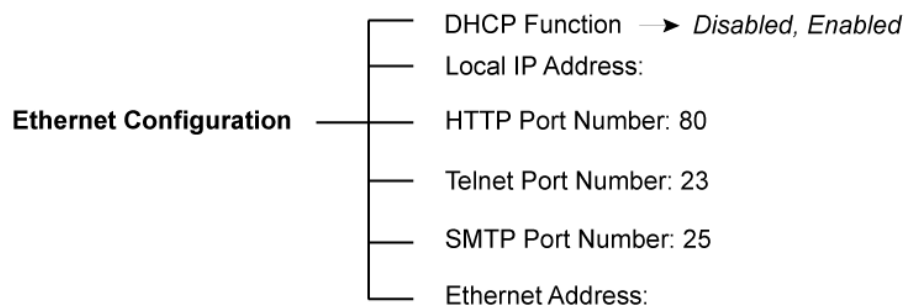 DHCP Function → Disabled, Enabled
Local IP Address:
Ethernet Configuration
HTTP Port Number: 80
Telnet Port Number: 23
SMTP Port Number: 25
Ethernet Address: